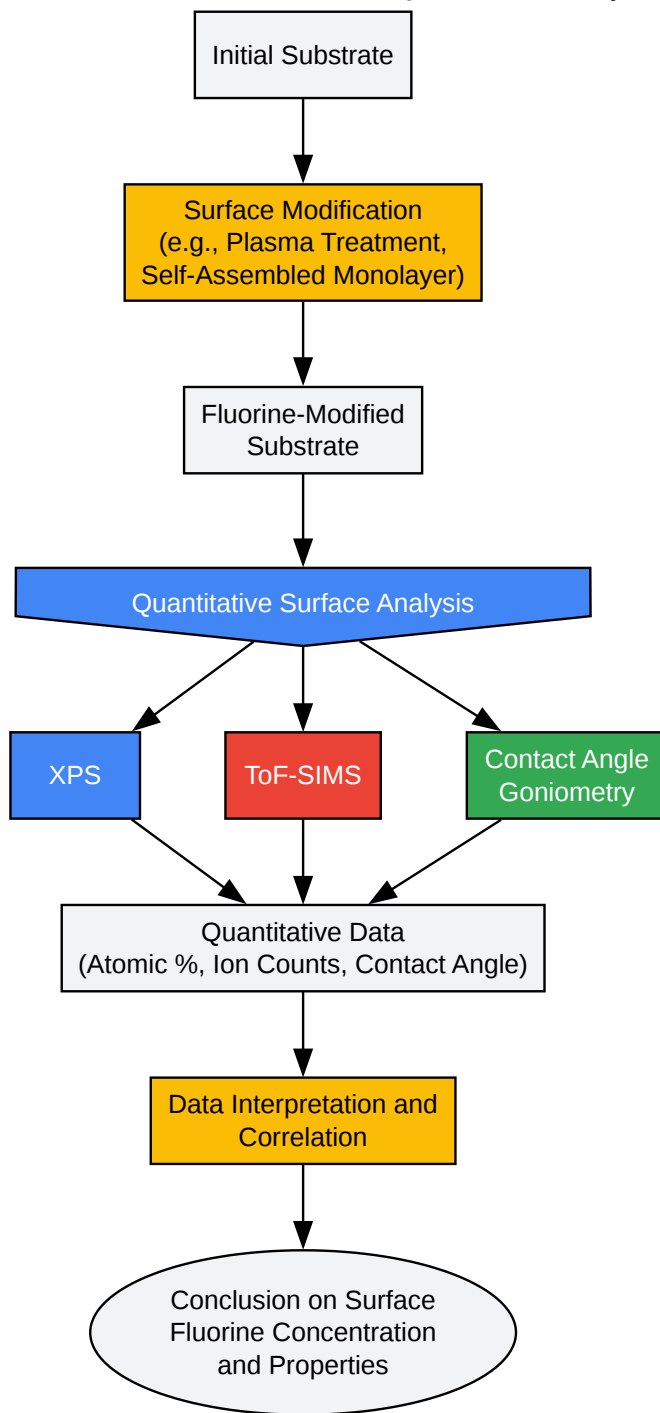 Initial Substrate
Surface Modification
(e.g., Plasma Treatment,
Self-Assembled Monolayer)
Fluorine-Modified
Substrate
Quantitative Surface Analysis
XPS
ToF-SIMS
Contact Angle
Goniometry
Quantitative Data
(Atomic %, Ion Counts, Contact Angle)
Data Interpretation and
Correlation
Conclusion on Surface
Fluorine Concentration
and Properties